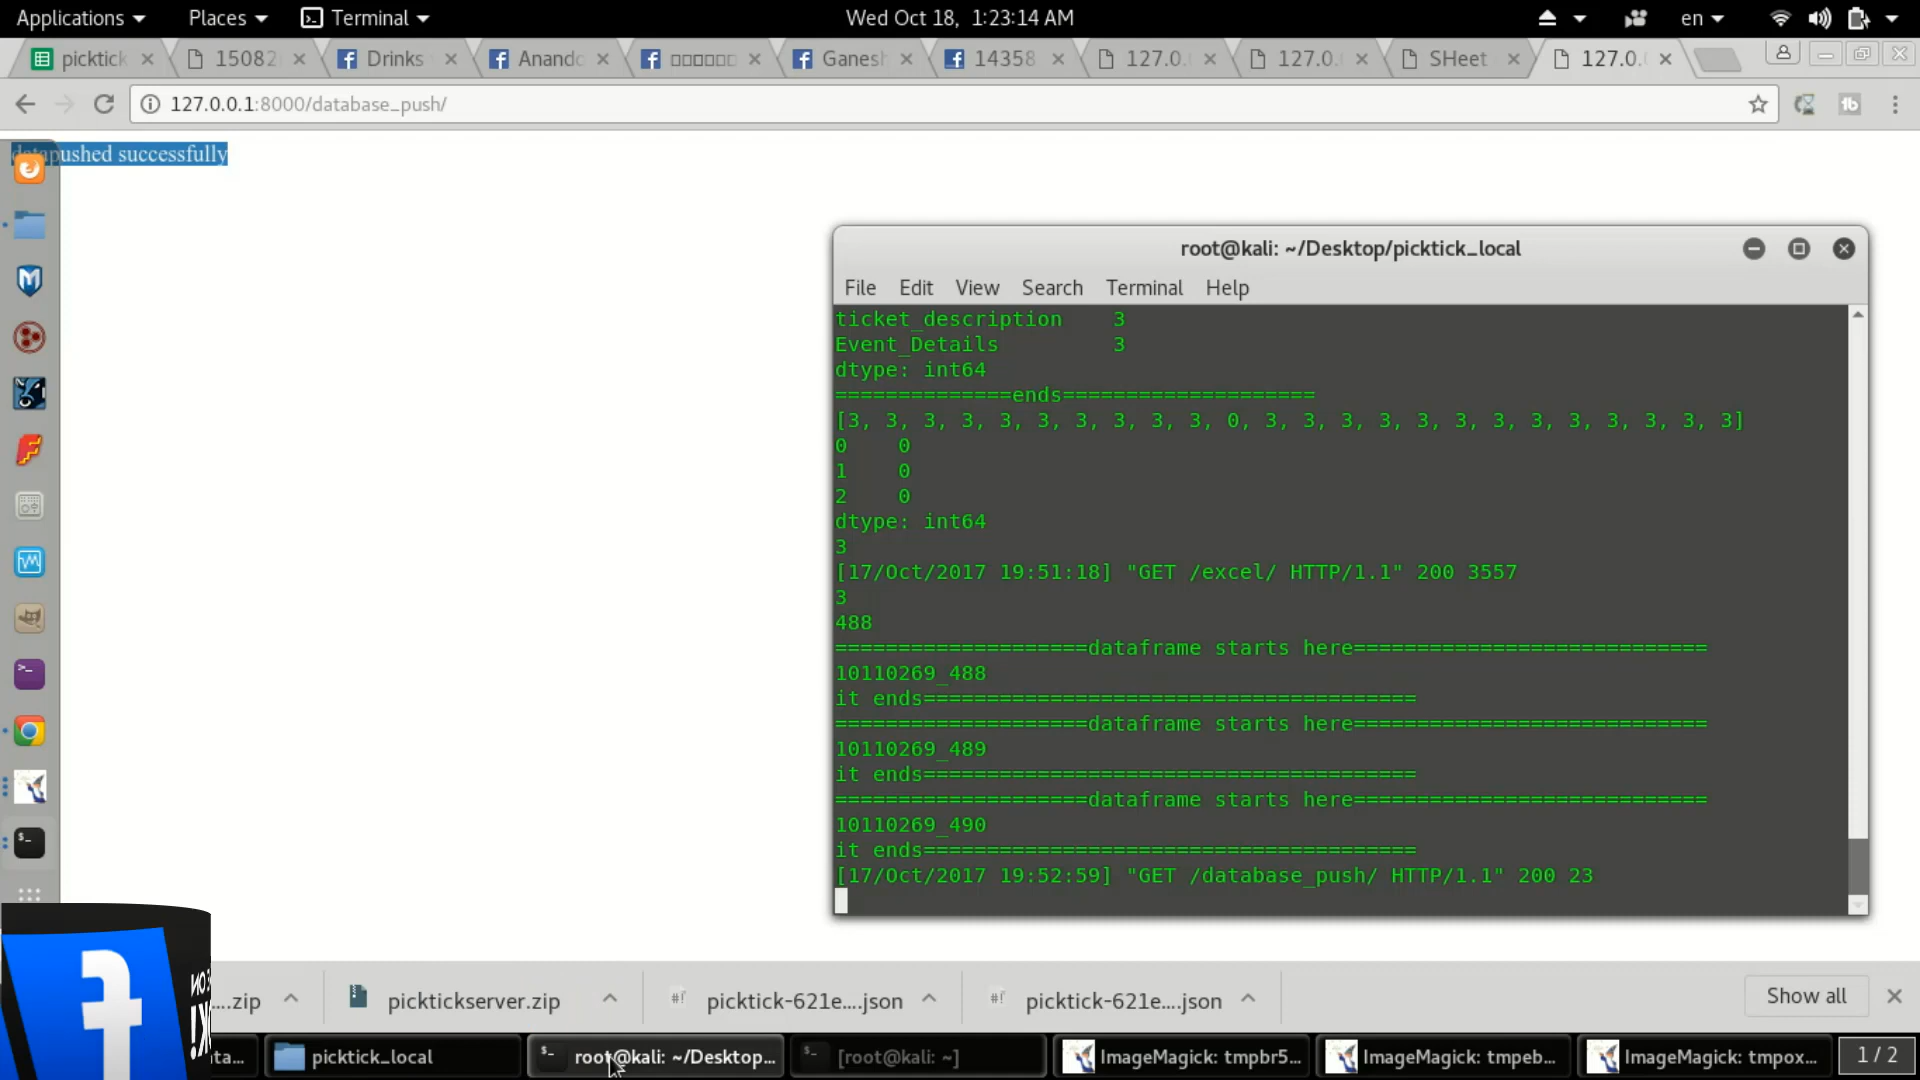 Applications Places Terminal Wed Oct 18, 1:23:14 AM en
picktick 15082 Drinks Anando Ganesh 14358 127.0. 127.0. SHeet 127.0.
127.0.0.1:8000/database_push/
pushed successfully
root@kali: ~/Desktop/picktick_local
File Edit View Search Terminal Help
ticket_description 3
Event_Details 3
dtype: int64
==============ends====================
[3, 3, 3, 3, 3, 3, 3, 3, 3, 3, 0, 3, 3, 3, 3, 3, 3, 3, 3, 3, 3, 3, 3, 3]
0 0
1 0
2 0
dtype: int64
3
[17/Oct/2017 19:51:18] "GET /excel/ HTTP/1.1" 200 3557
3
488
====================dataframe starts here============================
10110269_488
it ends=======================================
====================dataframe starts here============================
10110269_489
it ends=======================================
====================dataframe starts here============================
10110269_490
it ends=======================================
[17/Oct/2017 19:52:59] "GET /database_push/ HTTP/1.1" 200 23
....zip picktickserver.zip picktick-621e....json picktick-621e....json Show all
ta... picktick_local root@kali: ~/Desktop... [root@kali: ~] ImageMagick: tmpbr5... ImageMagick: tmpeb... ImageMagick: tmpox... 1 / 2